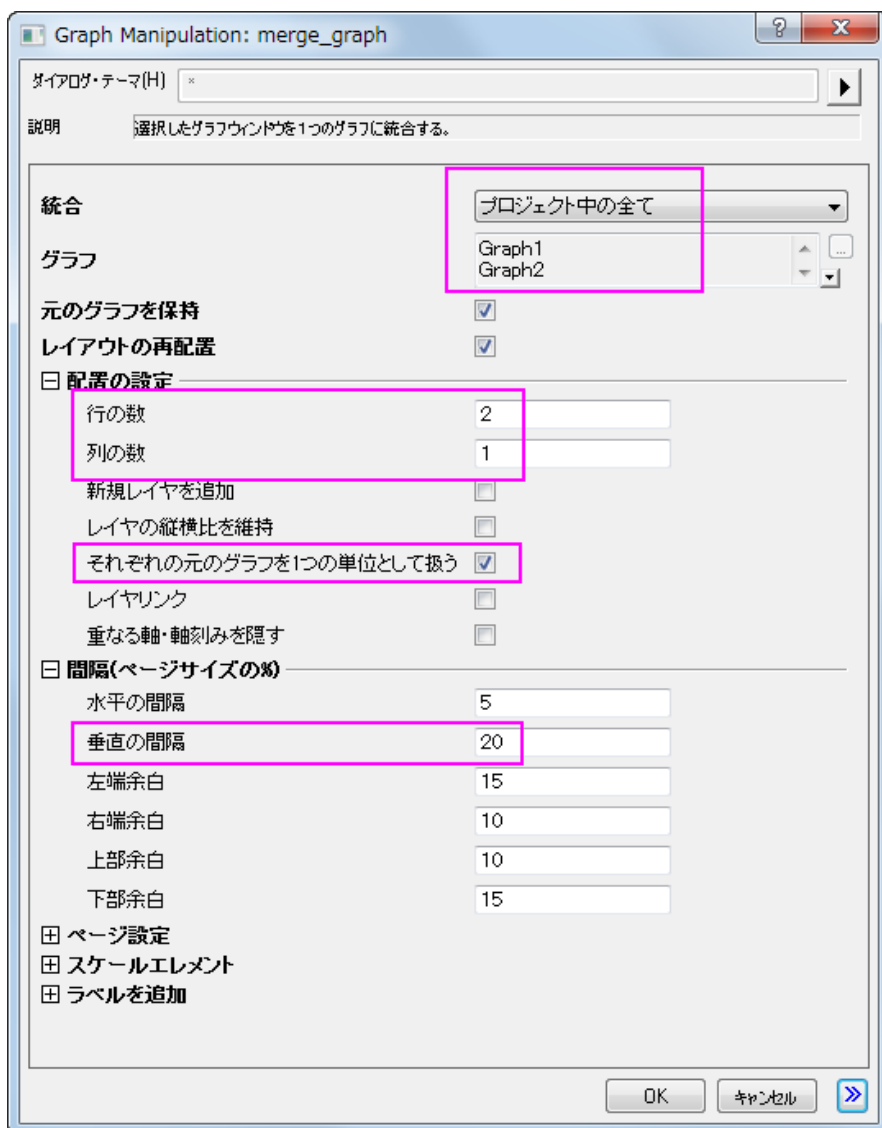 Graph Manipulation: merge_graph
ダイアログ・テーマ(H) *
説明 選択したグラフウィンドウを1つのグラフに統合する。
統合 プロジェクト中の全て
グラフ Graph1
Graph2
元のグラフを保持
レイアウトの再配置
配置の設定
行の数 2
列の数 1
新規レイヤを追加
レイヤの縦横比を維持
それぞれの元のグラフを1つの単位として扱う
レイヤリンク
重なる軸・軸刻みを隠す
間隔(ページサイズの%)
水平の間隔 5
垂直の間隔 20
左端余白 15
右端余白 10
上部余白 10
下部余白 15
ページ設定
スケールエレメント
ラベルを追加
OK キャンセル